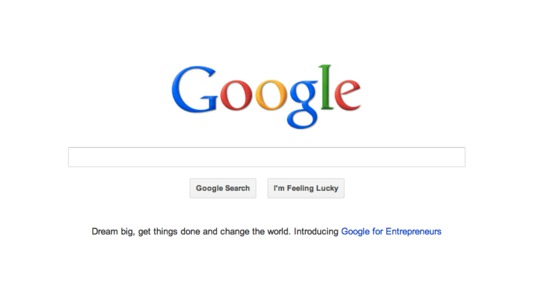 Google
Google Search
I'm Feeling Lucky
Dream big, get things done and change the world. Introducing Google for Entrepreneurs